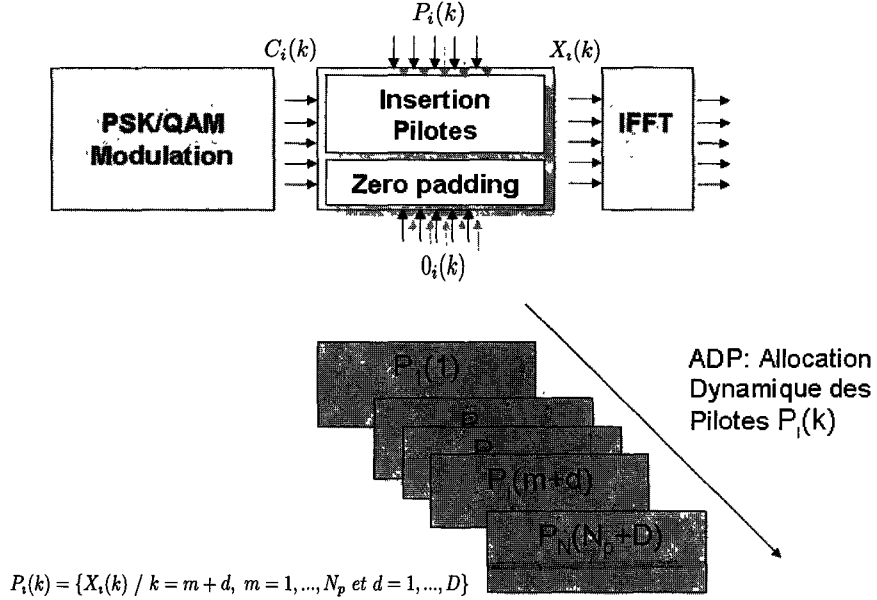 P_i(k)
C_i(k)
X_i(k)
PSK/QAM
Modulation
Insertion
Pilotes
Zero padding
IFFT
0_i(k)
P_1(1)
P
P
P_i(m+d)
P_N(N_p+D)
ADP: Allocation
Dynamique des
Pilotes P_i(k)
P_i(k) = {X_i(k) / k = m + d, m = 1, ..., N_p et d = 1, ..., D}